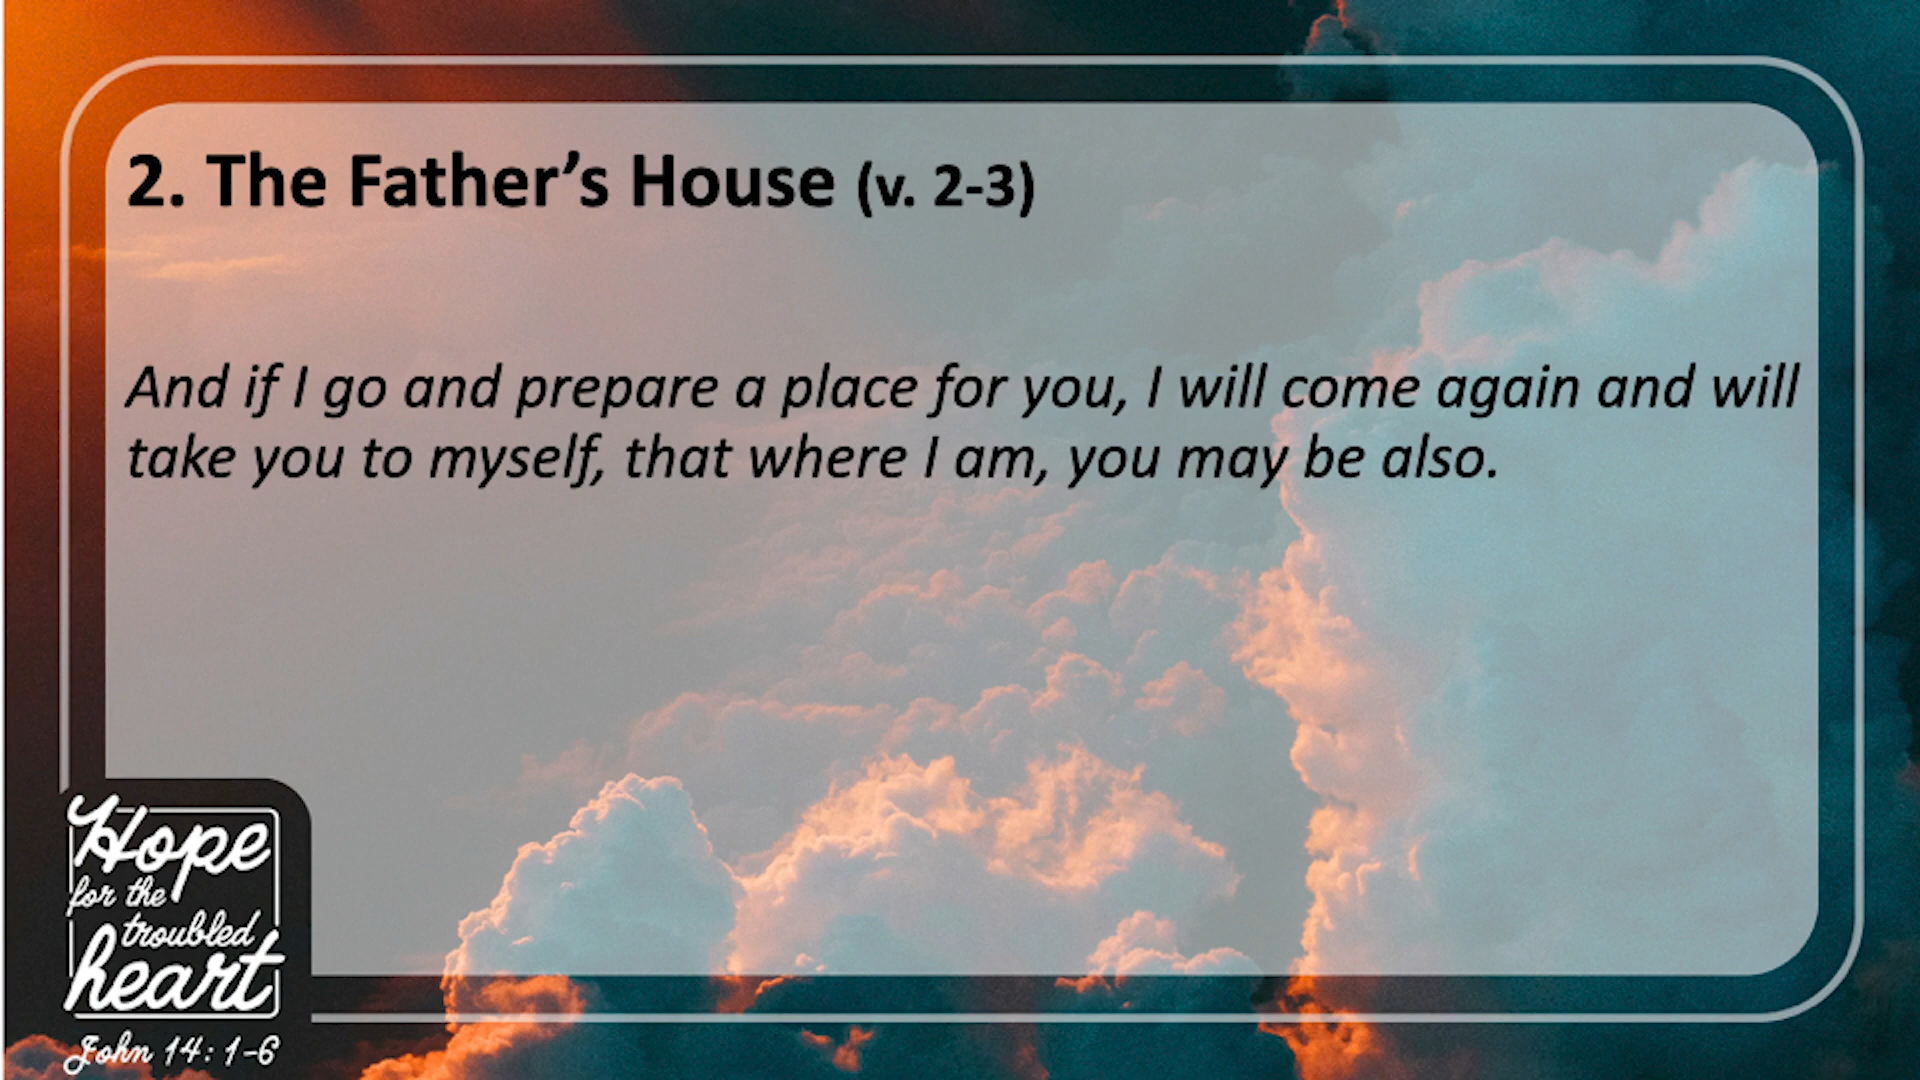 2. The Father’s House (v. 2-3)
And if I go and prepare a place for you, I will come again and will
take you to myself, that where I am, you may be also.
Hope
for the
troubled
heart
John 14: 1-6